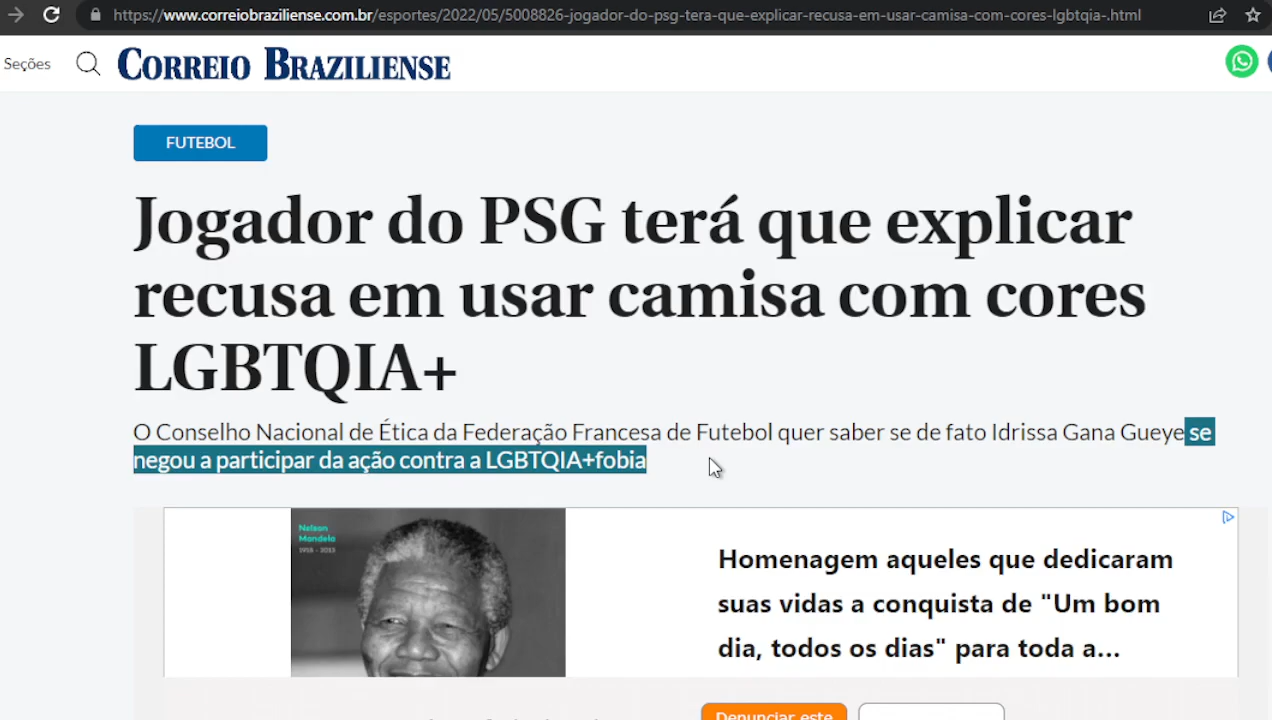 https://www.correiobraziliense.com.br/esportes/2022/05/5008826-jogador-do-psg-tera-que-explicar-recusa-em-usar-camisa-com-cores-lgbtqia-.html
Seções CORREIO BRAZILIENSE
FUTEBOL
Jogador do PSG terá que explicar
recusa em usar camisa com cores
LGBTQIA+
O Conselho Nacional de Ética da Federação Francesa de Futebol quer saber se de fato Idrissa Gana Gueye se
negou a participar da ação contra a LGBTQIA+fobia
Nelson
Mandela
1918 - 2013
Homenagem aqueles que dedicaram
suas vidas a conquista de "Um bom
dia, todos os dias" para toda a...
Denunciar este